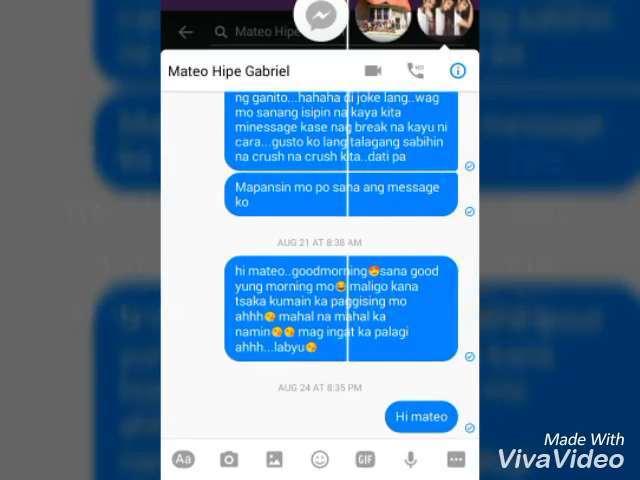 Mateo Hipe
Mateo Hipe Gabriel
HD
ng ganito...hahaha di joke lang..wag
mo sanang isipin na kaya kita
minessage kase nag break na kayu ni
cara...gusto ko lang talagang sabihin
na crush na crush kita..dati pa
Mapansin mo po sana ang message
ko
AUG 21 AT 8:38 AM
hi mateo..goodmorning😍sana good
yung morning mo😂 maligo kana
tsaka kumain ka paggising mo
ahhh😘 mahal na mahal ka
namin😘😘 mag ingat ka palagi
ahhh...labyu😘
AUG 24 AT 8:35 PM
Hi mateo
Aa
GIF
Made With
VivaVideo